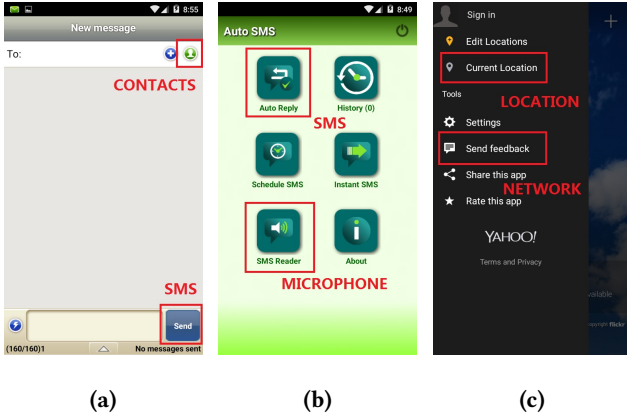 8:55
New message
To:
CONTACTS
SMS
Send
(160/160)1
No messages sent
(a)
8:49
Auto SMS
Auto Reply
History (0)
SMS
Schedule SMS
Instant SMS
SMS Reader
About
MICROPHONE
(b)
Sign in
Edit Locations
Current Location
LOCATION
Tools
Settings
Send feedback
Share this app
NETWORK
Rate this app
YAHOO!
Terms and Privacy
flickr
(c)